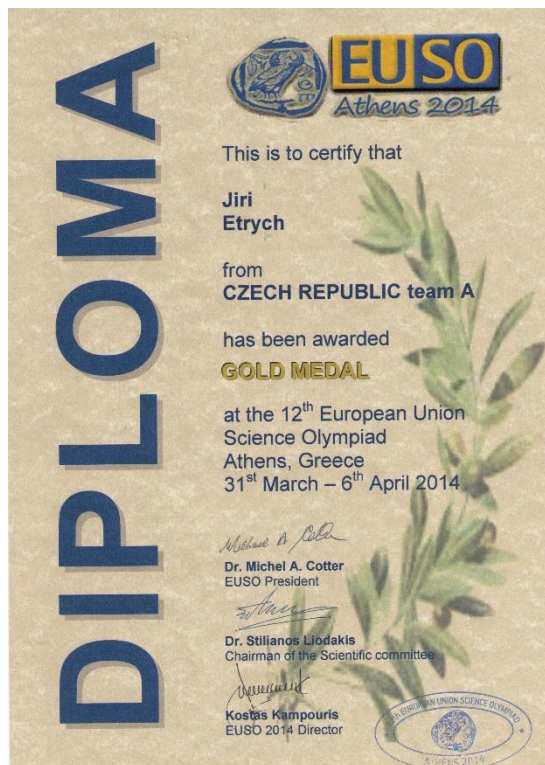 DIPLOMA
EUSO
Athens 2014
This is to certify that
Jiri
Etrych
from
CZECH REPUBLIC team A
has been awarded
GOLD MEDAL
at the 12th European Union
Science Olympiad
Athens, Greece
31st March – 6th April 2014
Michael A. Cotter
Dr. Michel A. Cotter
EUSO President
Dr. Stilianos Liodakis
Chairman of the Scientific committee
Kostas Kampouris
EUSO 2014 Director
EUROPEAN UNION SCIENCE OLYMPIAD
ATHENS 2014